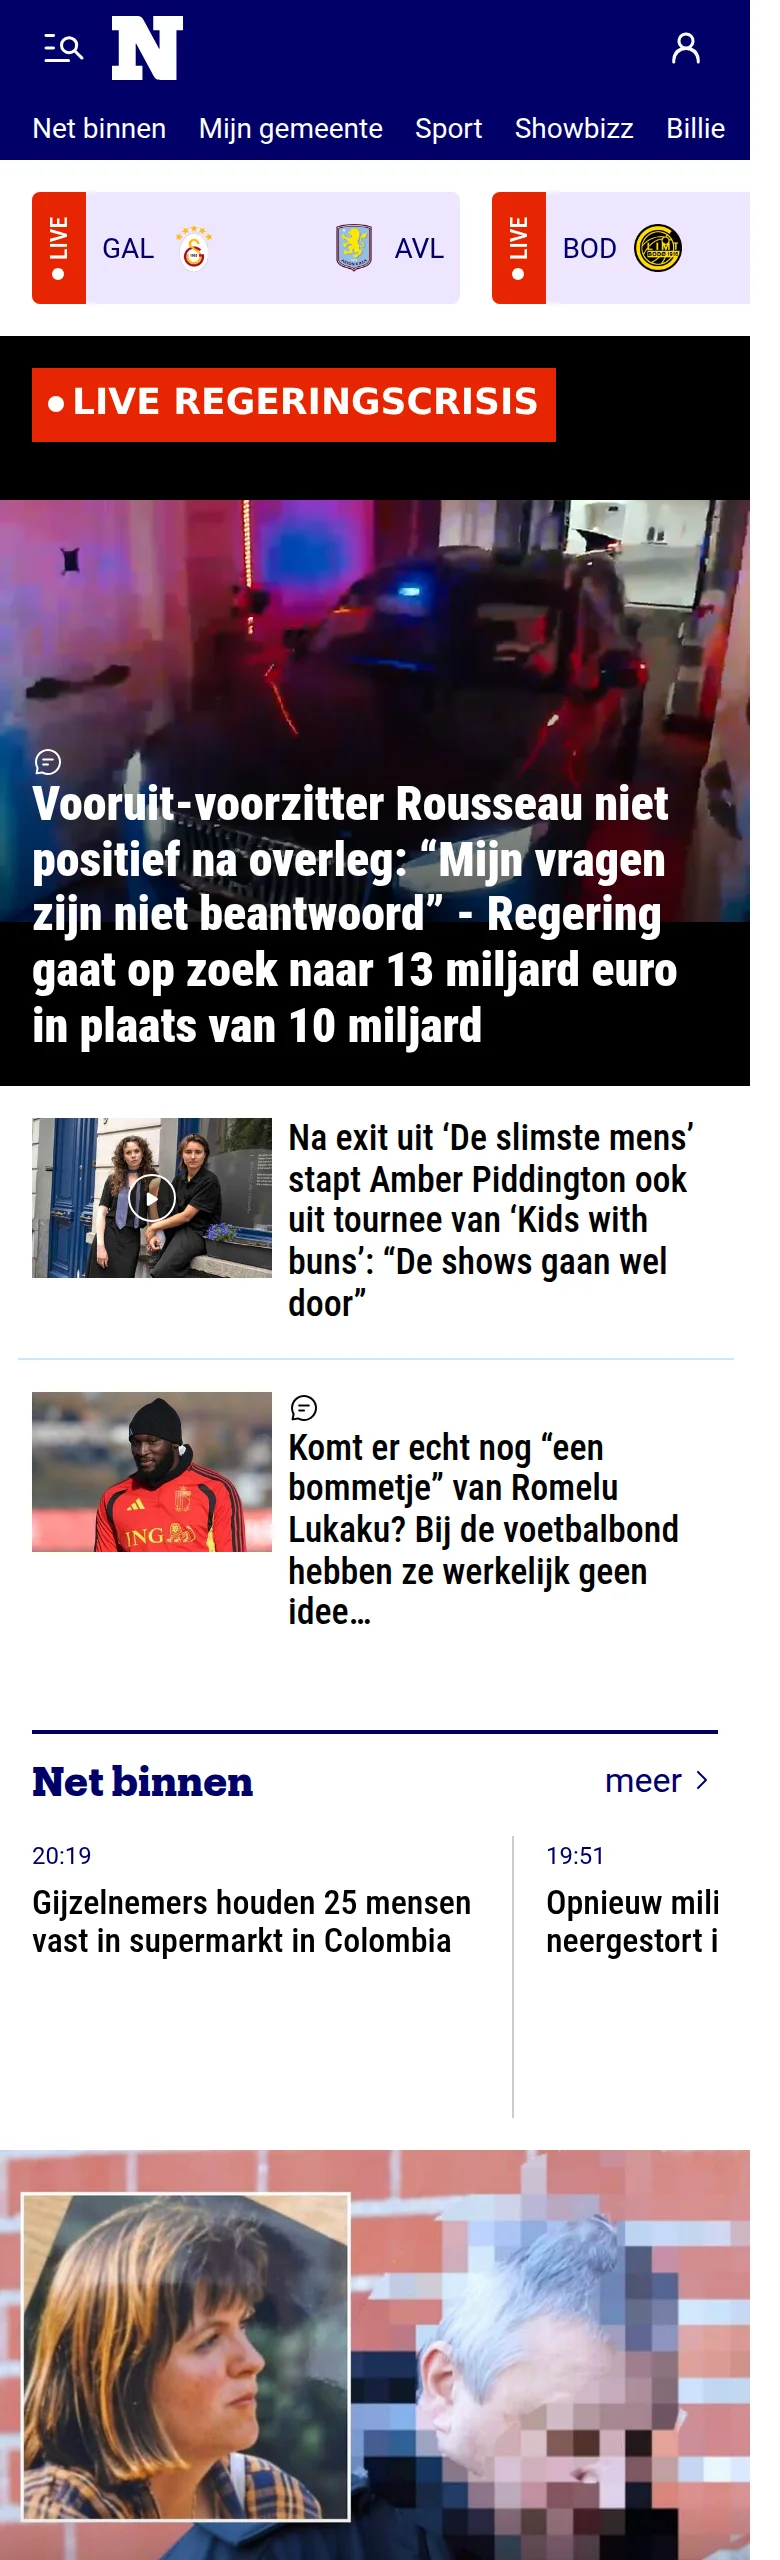 N
Net binnen Mijn gemeente Sport Showbizz Billie
LIVE GAL AVL LIVE BOD
LIVE REGERINGSCRISIS
Vooruit-voorzitter Rousseau niet
positief na overleg: “Mijn vragen
zijn niet beantwoord” - Regering
gaat op zoek naar 13 miljard euro
in plaats van 10 miljard
Na exit uit ‘De slimste mens’
stapt Amber Piddington ook
uit tournee van ‘Kids with
buns’: “De shows gaan wel
door”
Komt er echt nog “een
bommetje” van Romelu
Lukaku? Bij de voetbalbond
hebben ze werkelijk geen
idee…
ING
Net binnen meer
20:19
Gijzelnemers houden 25 mensen
vast in supermarkt in Colombia
19:51
Opnieuw mili
neergestort i